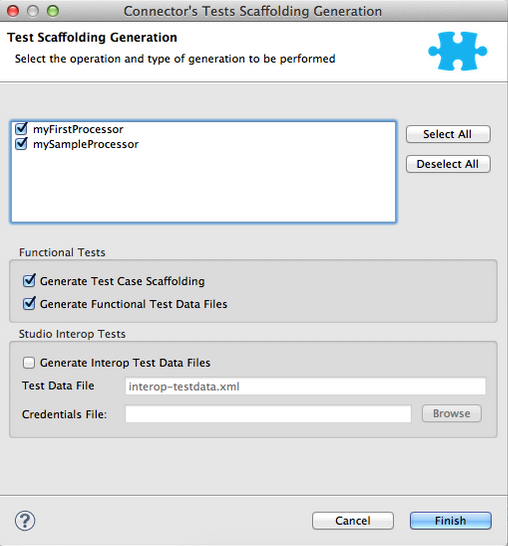 Connector's Tests Scaffolding Generation
Test Scaffolding Generation
Select the operation and type of generation to be performed
myFirstProcessor
mySampleProcessor
Select All
Deselect All
Functional Tests
Generate Test Case Scaffolding
Generate Functional Test Data Files
Studio Interop Tests
Generate Interop Test Data Files
Test Data File
interop-testdata.xml
Credentials File:
Browse
?
Cancel
Finish